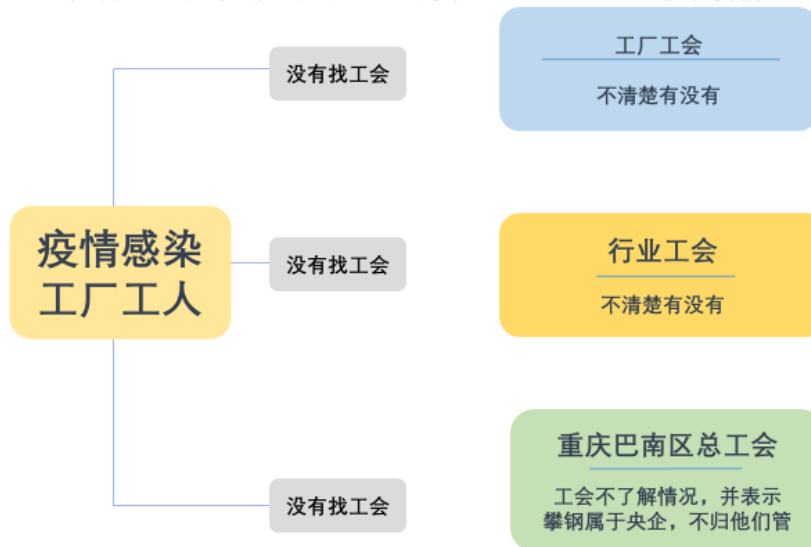 没有找工会
工厂工会
不清楚有没有
疫情感染
工厂工人
没有找工会
行业工会
不清楚有没有
没有找工会
重庆巴南区总工会
工会不了解情况，并表示
攀钢属于央企，不归他们管